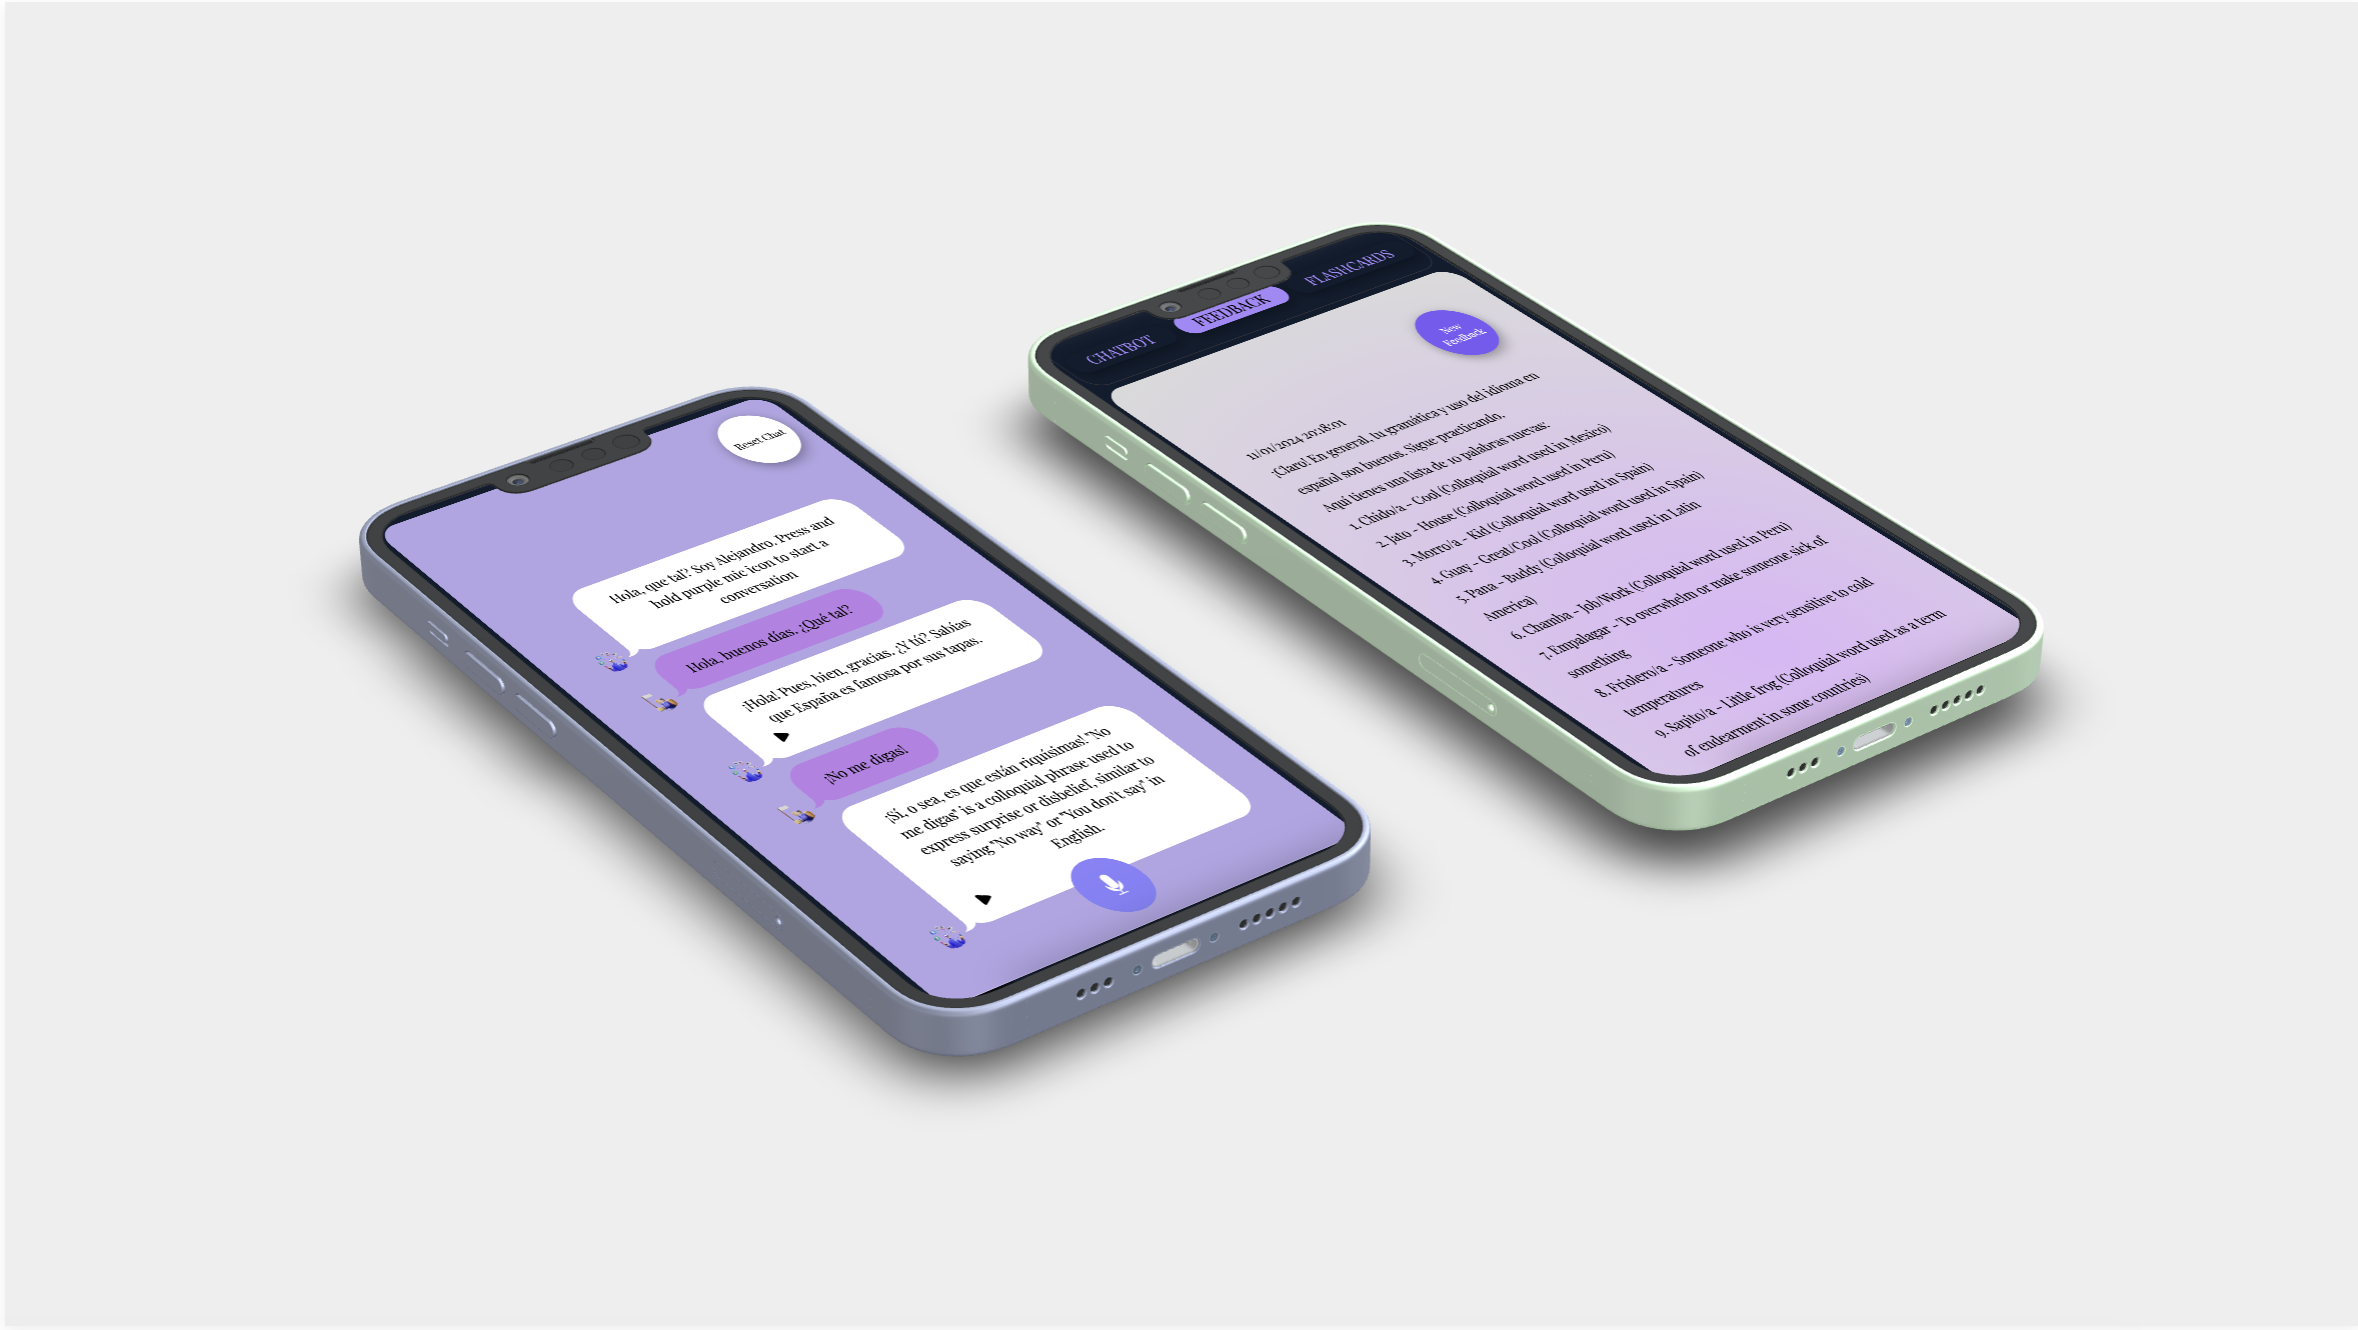 Reset Chat
Hola, que tal? Soy Alejandro. Press and
hold purple mic icon to start a
conversation
Hola, buenos días. ¿Qué tal?
¡Hola! Pues, bien, gracias. ¿Y tú? Sabías
que España es famosa por sus tapas.
¡No me digas!
¡Sí, o sea, es que están riquísimas! "No
me digas" is a colloquial phrase used to
express surprise or disbelief, similar to
saying "No way" or "You don't say" in
English.
CHATBOT
FEEDBACK
FLASHCARDS
New
Feedback
11/01/2024 20:18:01
¡Claro! En general, tu gramática y uso del idioma en
español son buenos. Sigue practicando.
Aquí tienes una lista de 10 palabras nuevas:
1. Chido/a - Cool (Colloquial word used in Mexico)
2. Jato - House (Colloquial word used in Peru)
3. Morro/a - Kid (Colloquial word used in Spain)
4. Guay - Great/Cool (Colloquial word used in Spain)
5. Pana - Buddy (Colloquial word used in Latin
America)
6. Chamba - Job/Work (Colloquial word used in Peru)
7. Empalagar - To overwhelm or make someone sick of
something
8. Friolero/a - Someone who is very sensitive to cold
temperatures
9. Sapito/a - Little frog (Colloquial word used as a term
of endearment in some countries)